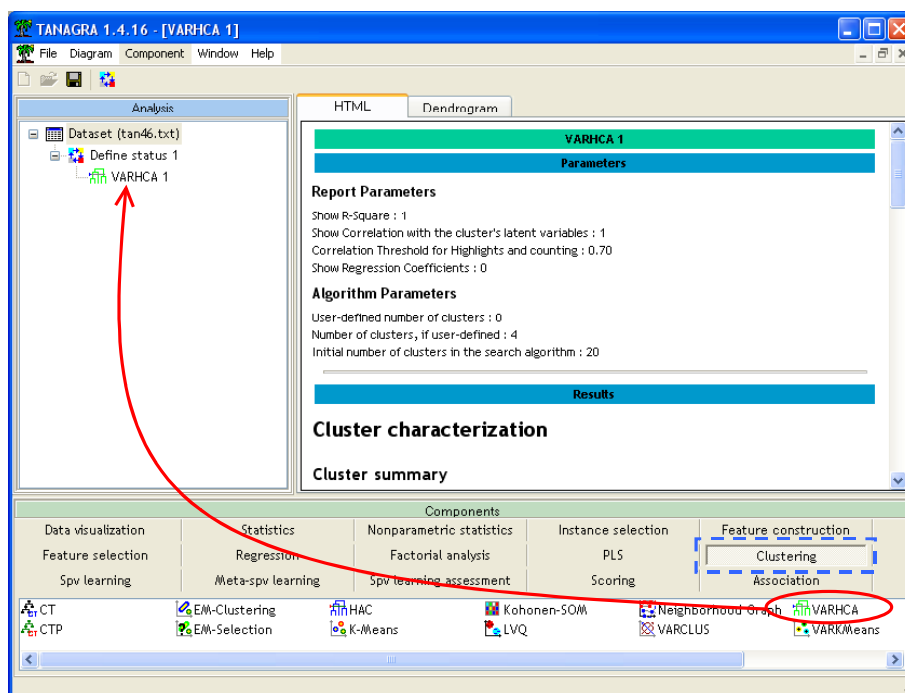 TANAGRA 1.4.16 - [VARHCA 1]
File Diagram Component Window Help
Analysis
Dataset (tan46.txt)
Define status 1
VARHCA 1
HTML Dendrogram
VARHCA 1
Parameters
Report Parameters
Show R-Square : 1
Show Correlation with the cluster's latent variables : 1
Correlation Threshold for Highlights and counting : 0.70
Show Regression Coefficients : 0
Algorithm Parameters
User-defined number of clusters : 0
Number of clusters, if user-defined : 4
Initial number of clusters in the search algorithm : 20
Results
Cluster characterization
Cluster summary
Components
Data visualization Statistics Nonparametric statistics Instance selection Feature construction
Feature selection Regression Factorial analysis PLS Clustering
Spv learning Meta-spv learning Spv learning assessment Scoring Association
CT EM-Clustering HAC Kohonen-SOM Neighborhood Graph VARHCA
CTP EM-Selection K-Means LVQ VARCLUS VARKMeans